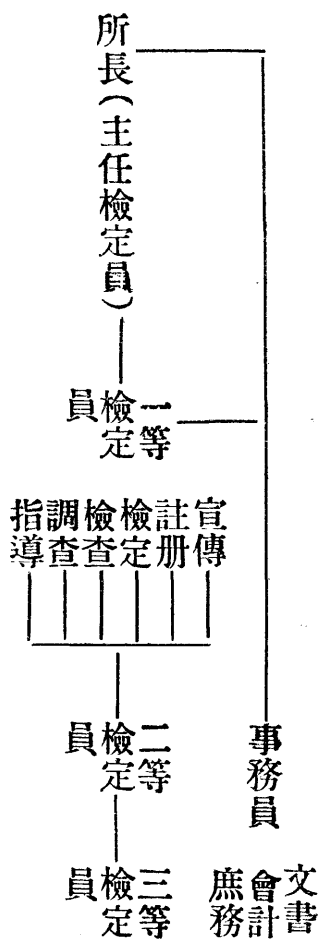 所長（主任檢定員）
一等
檢定
員
宣傳
註册
檢定
檢查
調查
指導
二等
檢定
員
事務員
三等
檢定
員
文書
會計
庶務